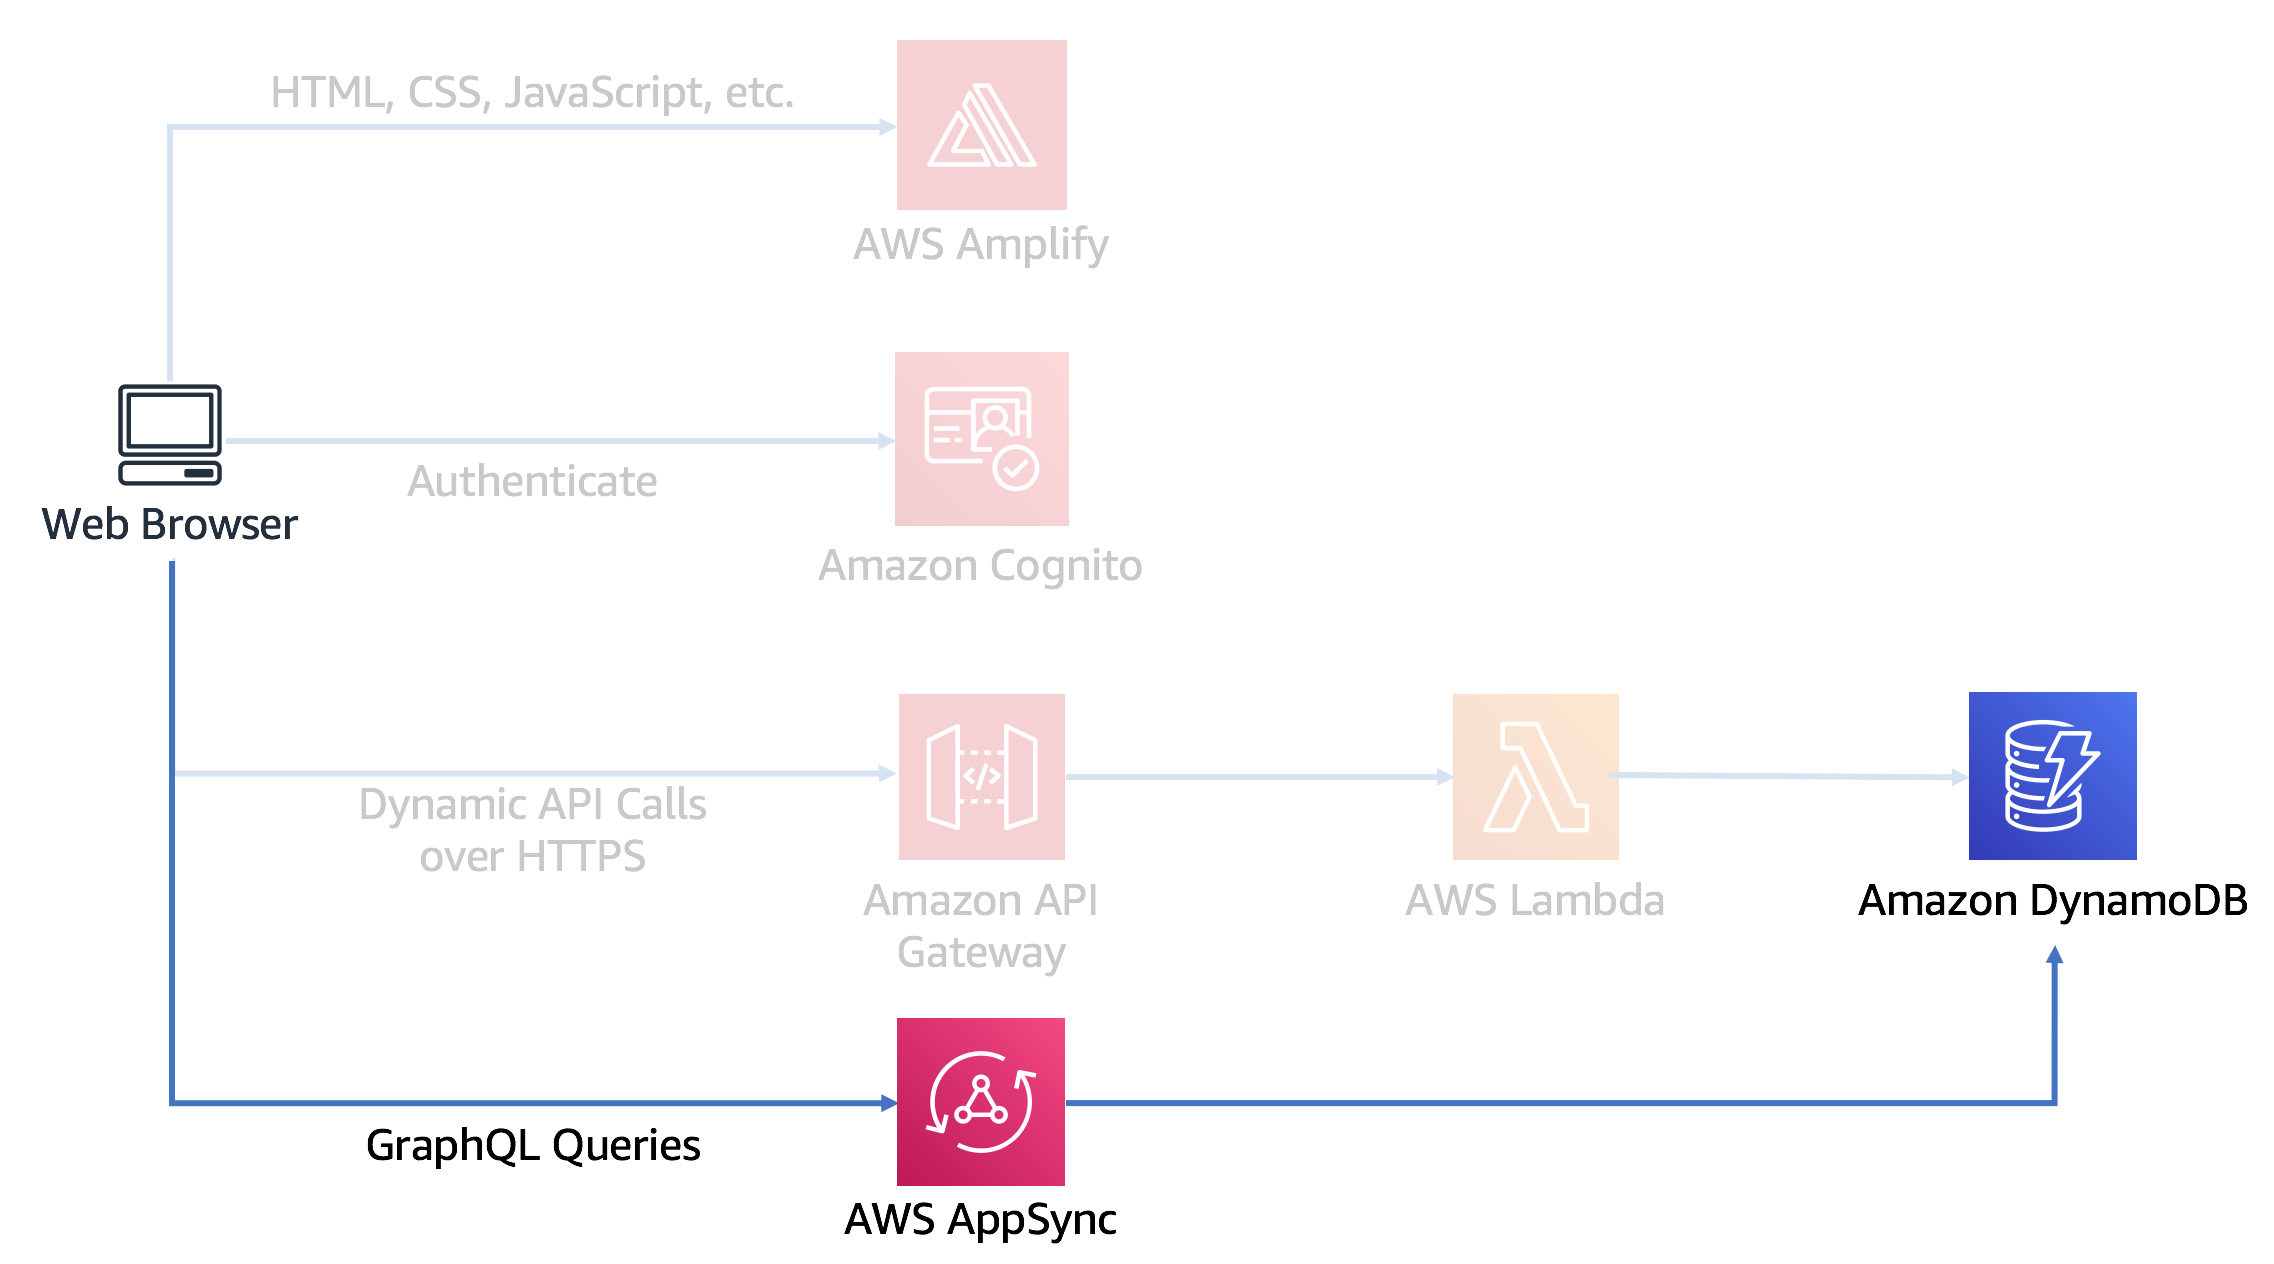 HTML, CSS, JavaScript, etc.
AWS Amplify
Authenticate
Web Browser
Amazon Cognito
Dynamic API Calls
over HTTPS
Amazon API
Gateway
AWS Lambda
Amazon DynamoDB
GraphQL Queries
AWS AppSync